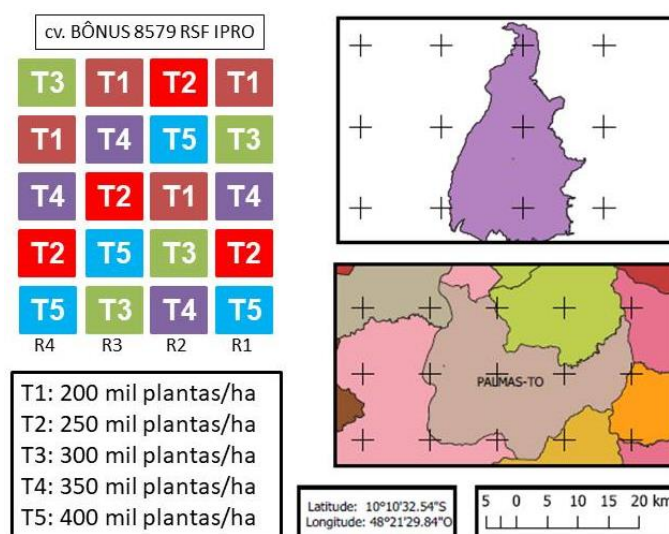 cv. BÔNUS 8579 RSF IPRO
T3 T1 T2 T1
T1 T4 T5 T3
T4 T2 T1 T4
T2 T5 T3 T2
T5 T3 T4 T5
R4 R3 R2 R1
T1: 200 mil plantas/ha
T2: 250 mil plantas/ha
T3: 300 mil plantas/ha
T4: 350 mil plantas/ha
T5: 400 mil plantas/ha
PALMAS-TO
Latitude: 10°10'32.54"S
Longitude: 48°21'29.84"O
5 0 5 10 15 20 km